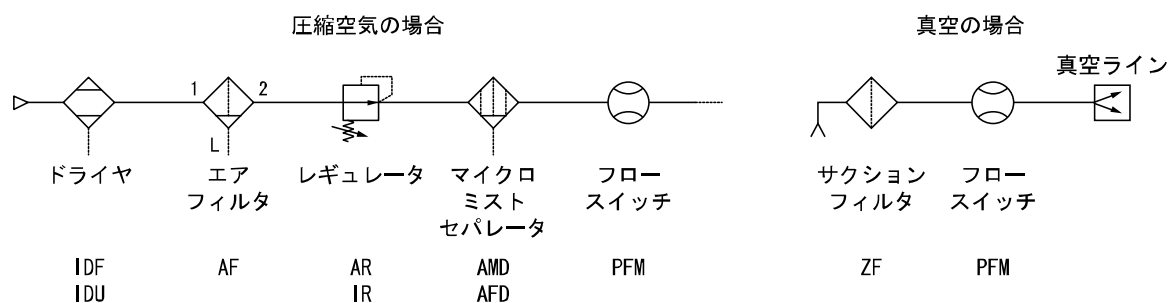 圧縮空気の場合
真空の場合
真空ライン
1
2
L
ドライヤ
エア
フィルタ
レギュレータ
マイクロ
ミスト
セパレータ
フロー
スイッチ
サクション
フィルタ
フロー
スイッチ
IDF
IDU
AF
AR
IR
AMD
AFD
PFM
ZF
PFM